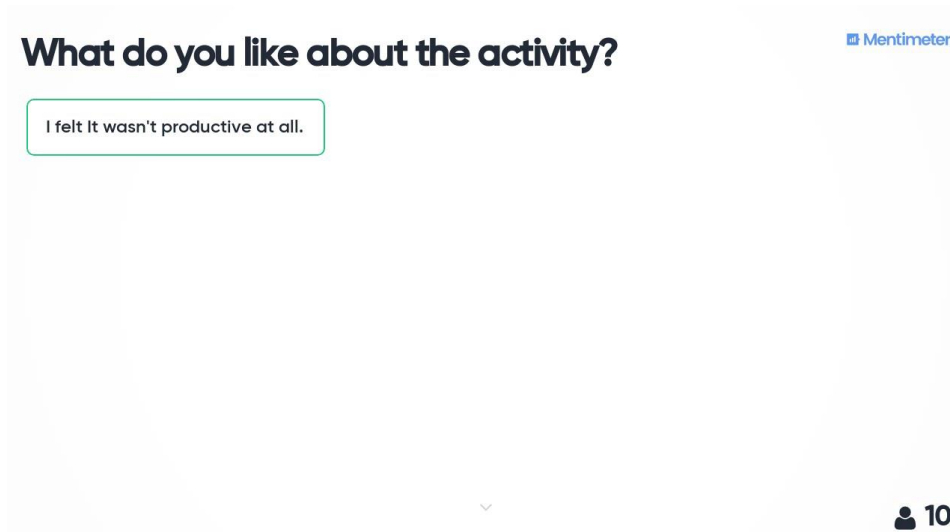 What do you like about the activity?
Mentimeter
I felt It wasn't productive at all.
10